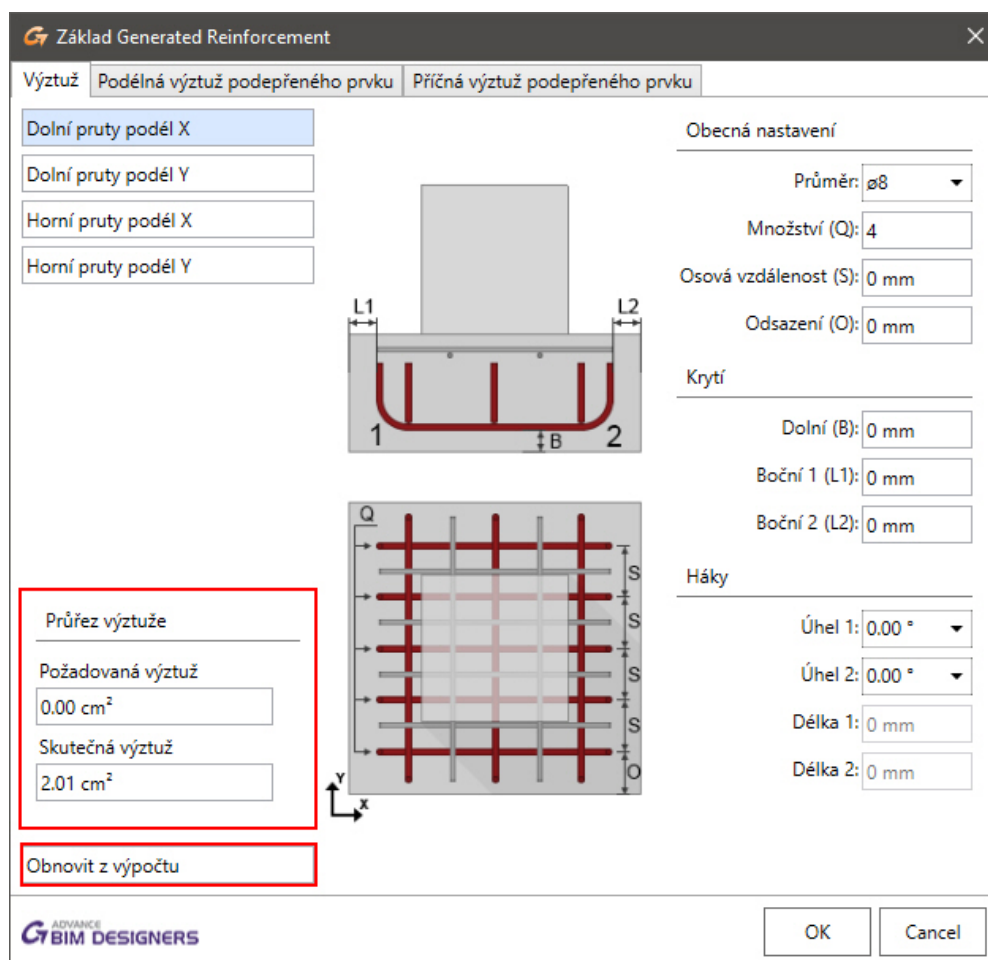 Základ Generated Reinforcement
Výztuž
Podélná výztuž podepřeného prvku
Příčná výztuž podepřeného prvku
Dolní pruty podél X
Dolní pruty podél Y
Horní pruty podél X
Horní pruty podél Y
L1
L2
1
B
2
Q
S
S
S
S
O
Y
X
Obecná nastavení
Průměr: ø8
Množství (Q): 4
Osová vzdálenost (S): 0 mm
Odsazení (O): 0 mm
Krytí
Dolní (B): 0 mm
Boční 1 (L1): 0 mm
Boční 2 (L2): 0 mm
Háky
Úhel 1: 0.00 °
Úhel 2: 0.00 °
Délka 1: 0 mm
Délka 2: 0 mm
Průřez výztuže
Požadovaná výztuž
0.00 cm²
Skutečná výztuž
2.01 cm²
Obnovit z výpočtu
ADVANCE
BIM DESIGNERS
OK
Cancel